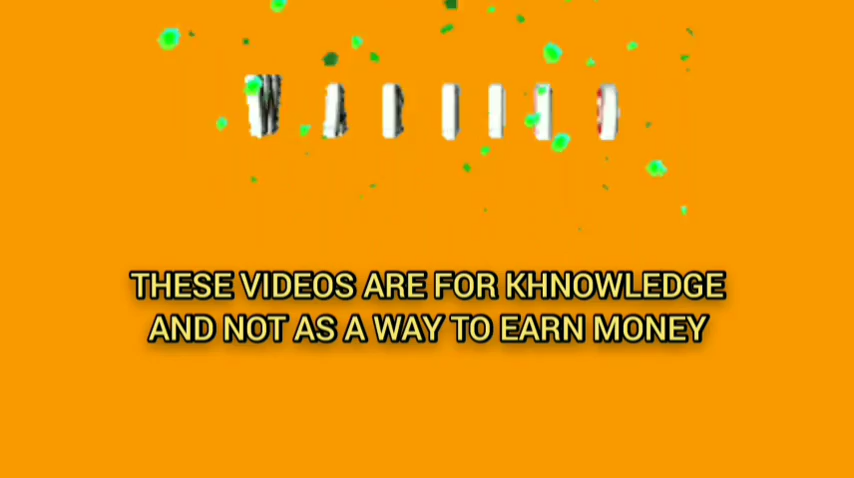 THESE VIDEOS ARE FOR KHNOWLEDGE
AND NOT AS A WAY TO EARN MONEY